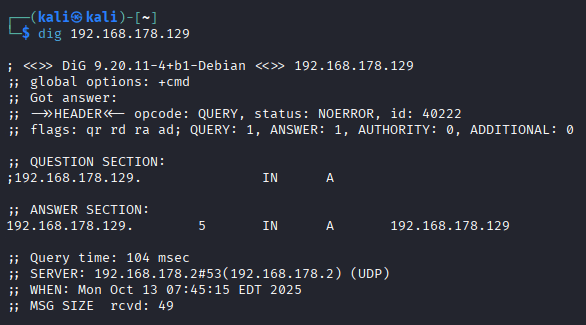 ┌──(kali㉿kali)-[~]
└─$ dig 192.168.178.129

; <<>> DiG 9.20.11-4+b1-Debian <<>> 192.168.178.129
;; global options: +cmd
;; Got answer:
;; ->>HEADER<<- opcode: QUERY, status: NOERROR, id: 40222
;; flags: qr rd ra ad; QUERY: 1, ANSWER: 1, AUTHORITY: 0, ADDITIONAL: 0

;; QUESTION SECTION:
;192.168.178.129.		IN	A

;; ANSWER SECTION:
192.168.178.129.	5	IN	A	192.168.178.129

;; Query time: 104 msec
;; SERVER: 192.168.178.2#53(192.168.178.2) (UDP)
;; WHEN: Mon Oct 13 07:45:15 EDT 2025
;; MSG SIZE  rcvd: 49